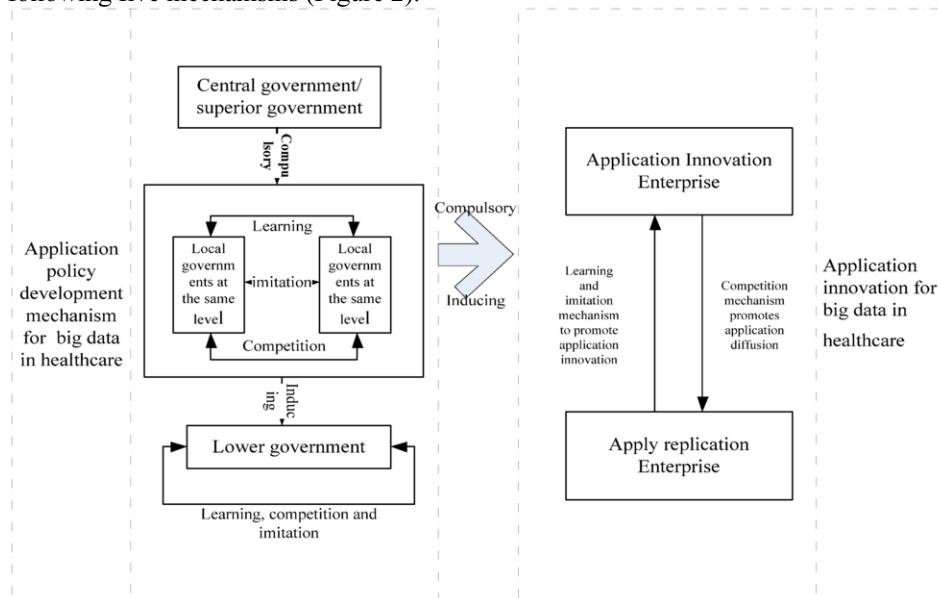 following five mechanisms (Figure 2).
Application
policy
development
mechanism
for big data
in healthcare
Central government/
superior government
Compu
lsory
Learning
Local
governm
ents at
the same
level
imitation
Local
governm
ents at
the same
level
Competition
Induc
ing
Lower government
Learning, competition and
imitation
Compulsory
Inducing
Application Innovation
Enterprise
Learning
and
imitation
mechanism
to promote
application
innovation
Competition
mechanism
promotes
application
diffusion
Apply replication
Enterprise
Application
innovation for
big data in
healthcare